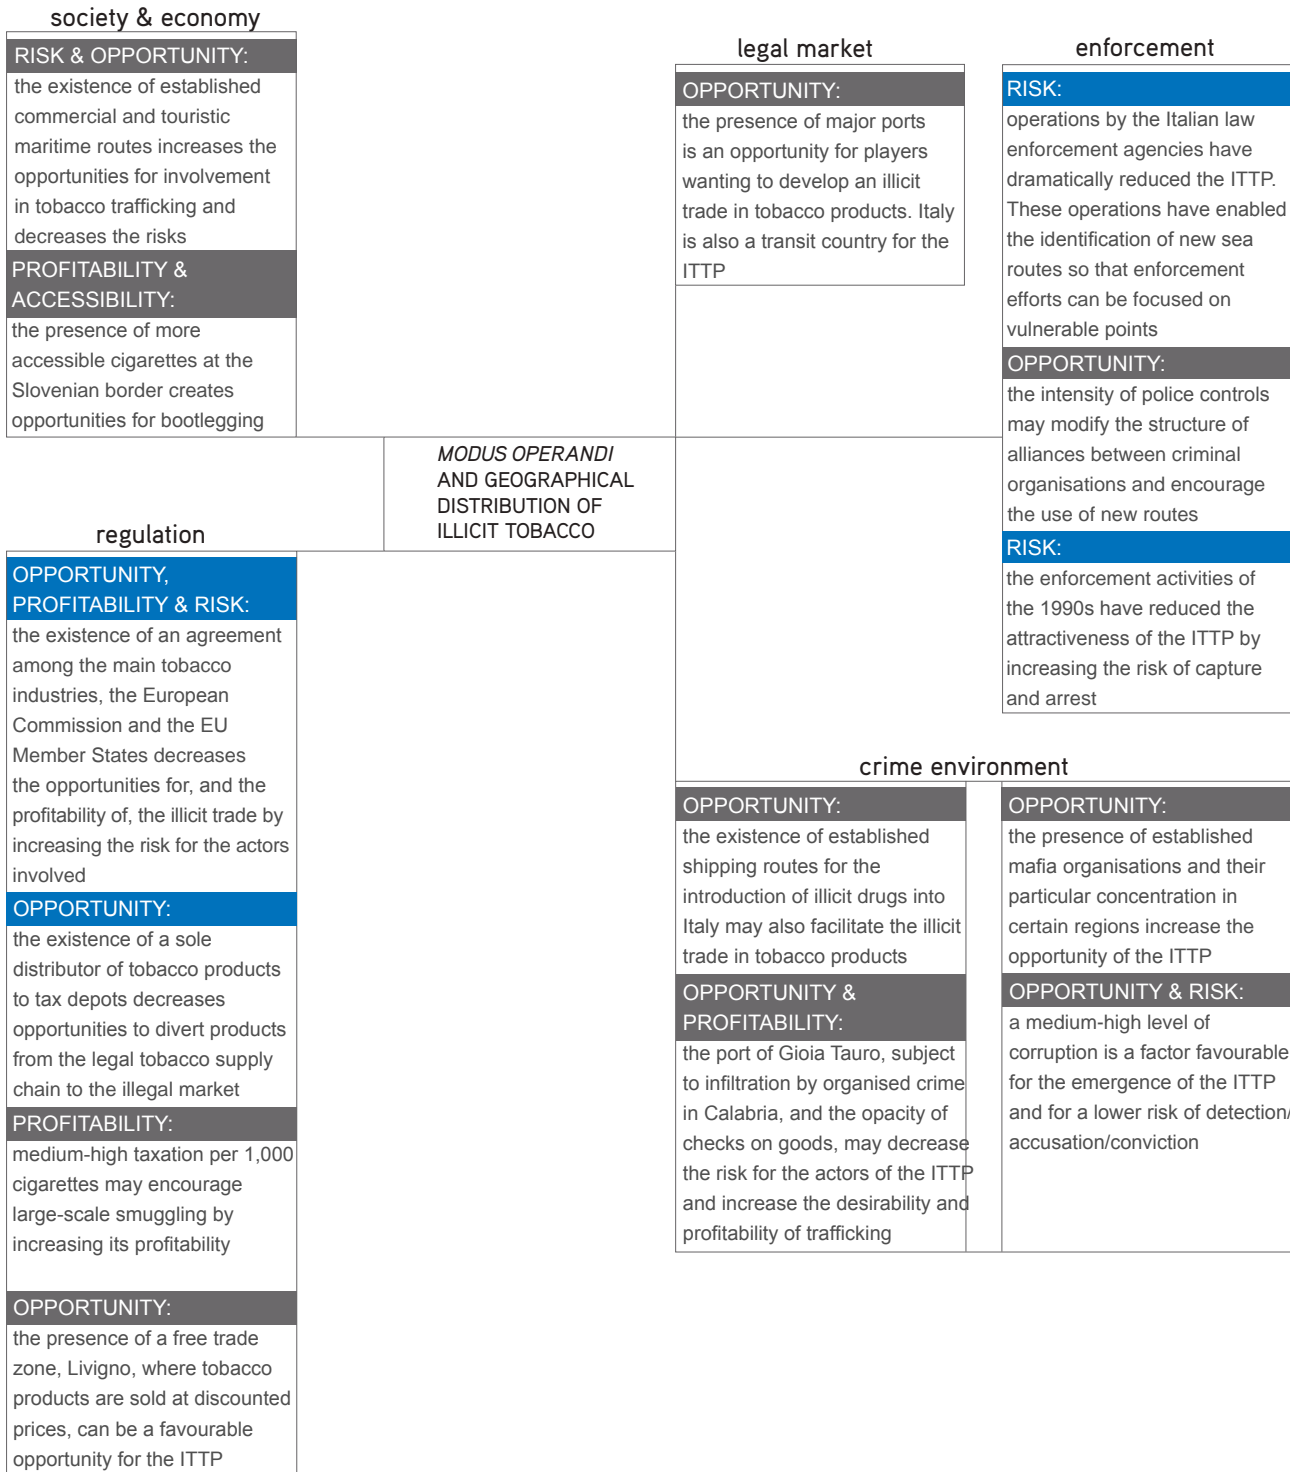 society & economy
RISK & OPPORTUNITY:
the existence of established
commercial and touristic
maritime routes increases the
opportunities for involvement
in tobacco trafficking and
decreases the risks
PROFITABILITY &
ACCESSIBILITY:
the presence of more
accessible cigarettes at the
Slovenian border creates
opportunities for bootlegging
legal market
OPPORTUNITY:
the presence of major ports
is an opportunity for players
wanting to develop an illicit
trade in tobacco products. Italy
is also a transit country for the
ITTP
enforcement
RISK:
operations by the Italian law
enforcement agencies have
dramatically reduced the ITTP.
These operations have enabled
the identification of new sea
routes so that enforcement
efforts can be focused on
vulnerable points
OPPORTUNITY:
the intensity of police controls
may modify the structure of
alliances between criminal
organisations and encourage
the use of new routes
RISK:
the enforcement activities of
the 1990s have reduced the
attractiveness of the ITTP by
increasing the risk of capture
and arrest
MODUS OPERANDI
AND GEOGRAPHICAL
DISTRIBUTION OF
ILLICIT TOBACCO
regulation
OPPORTUNITY,
PROFITABILITY & RISK:
the existence of an agreement
among the main tobacco
industries, the European
Commission and the EU
Member States decreases
the opportunities for, and the
profitability of, the illicit trade by
increasing the risk for the actors
involved
OPPORTUNITY:
the existence of a sole
distributor of tobacco products
to tax depots decreases
opportunities to divert products
from the legal tobacco supply
chain to the illegal market
PROFITABILITY:
medium-high taxation per 1,000
cigarettes may encourage
large-scale smuggling by
increasing its profitability
OPPORTUNITY:
the presence of a free trade
zone, Livigno, where tobacco
products are sold at discounted
prices, can be a favourable
opportunity for the ITTP
crime environment
OPPORTUNITY:
the existence of established
shipping routes for the
introduction of illicit drugs into
Italy may also facilitate the illicit
trade in tobacco products
OPPORTUNITY &
PROFITABILITY:
the port of Gioia Tauro, subject
to infiltration by organised crime
in Calabria, and the opacity of
checks on goods, may decrease
the risk for the actors of the ITTP
and increase the desirability and
profitability of trafficking
OPPORTUNITY:
the presence of established
mafia organisations and their
particular concentration in
certain regions increase the
opportunity of the ITTP
OPPORTUNITY & RISK:
a medium-high level of
corruption is a factor favourable
for the emergence of the ITTP
and for a lower risk of detection/
accusation/conviction